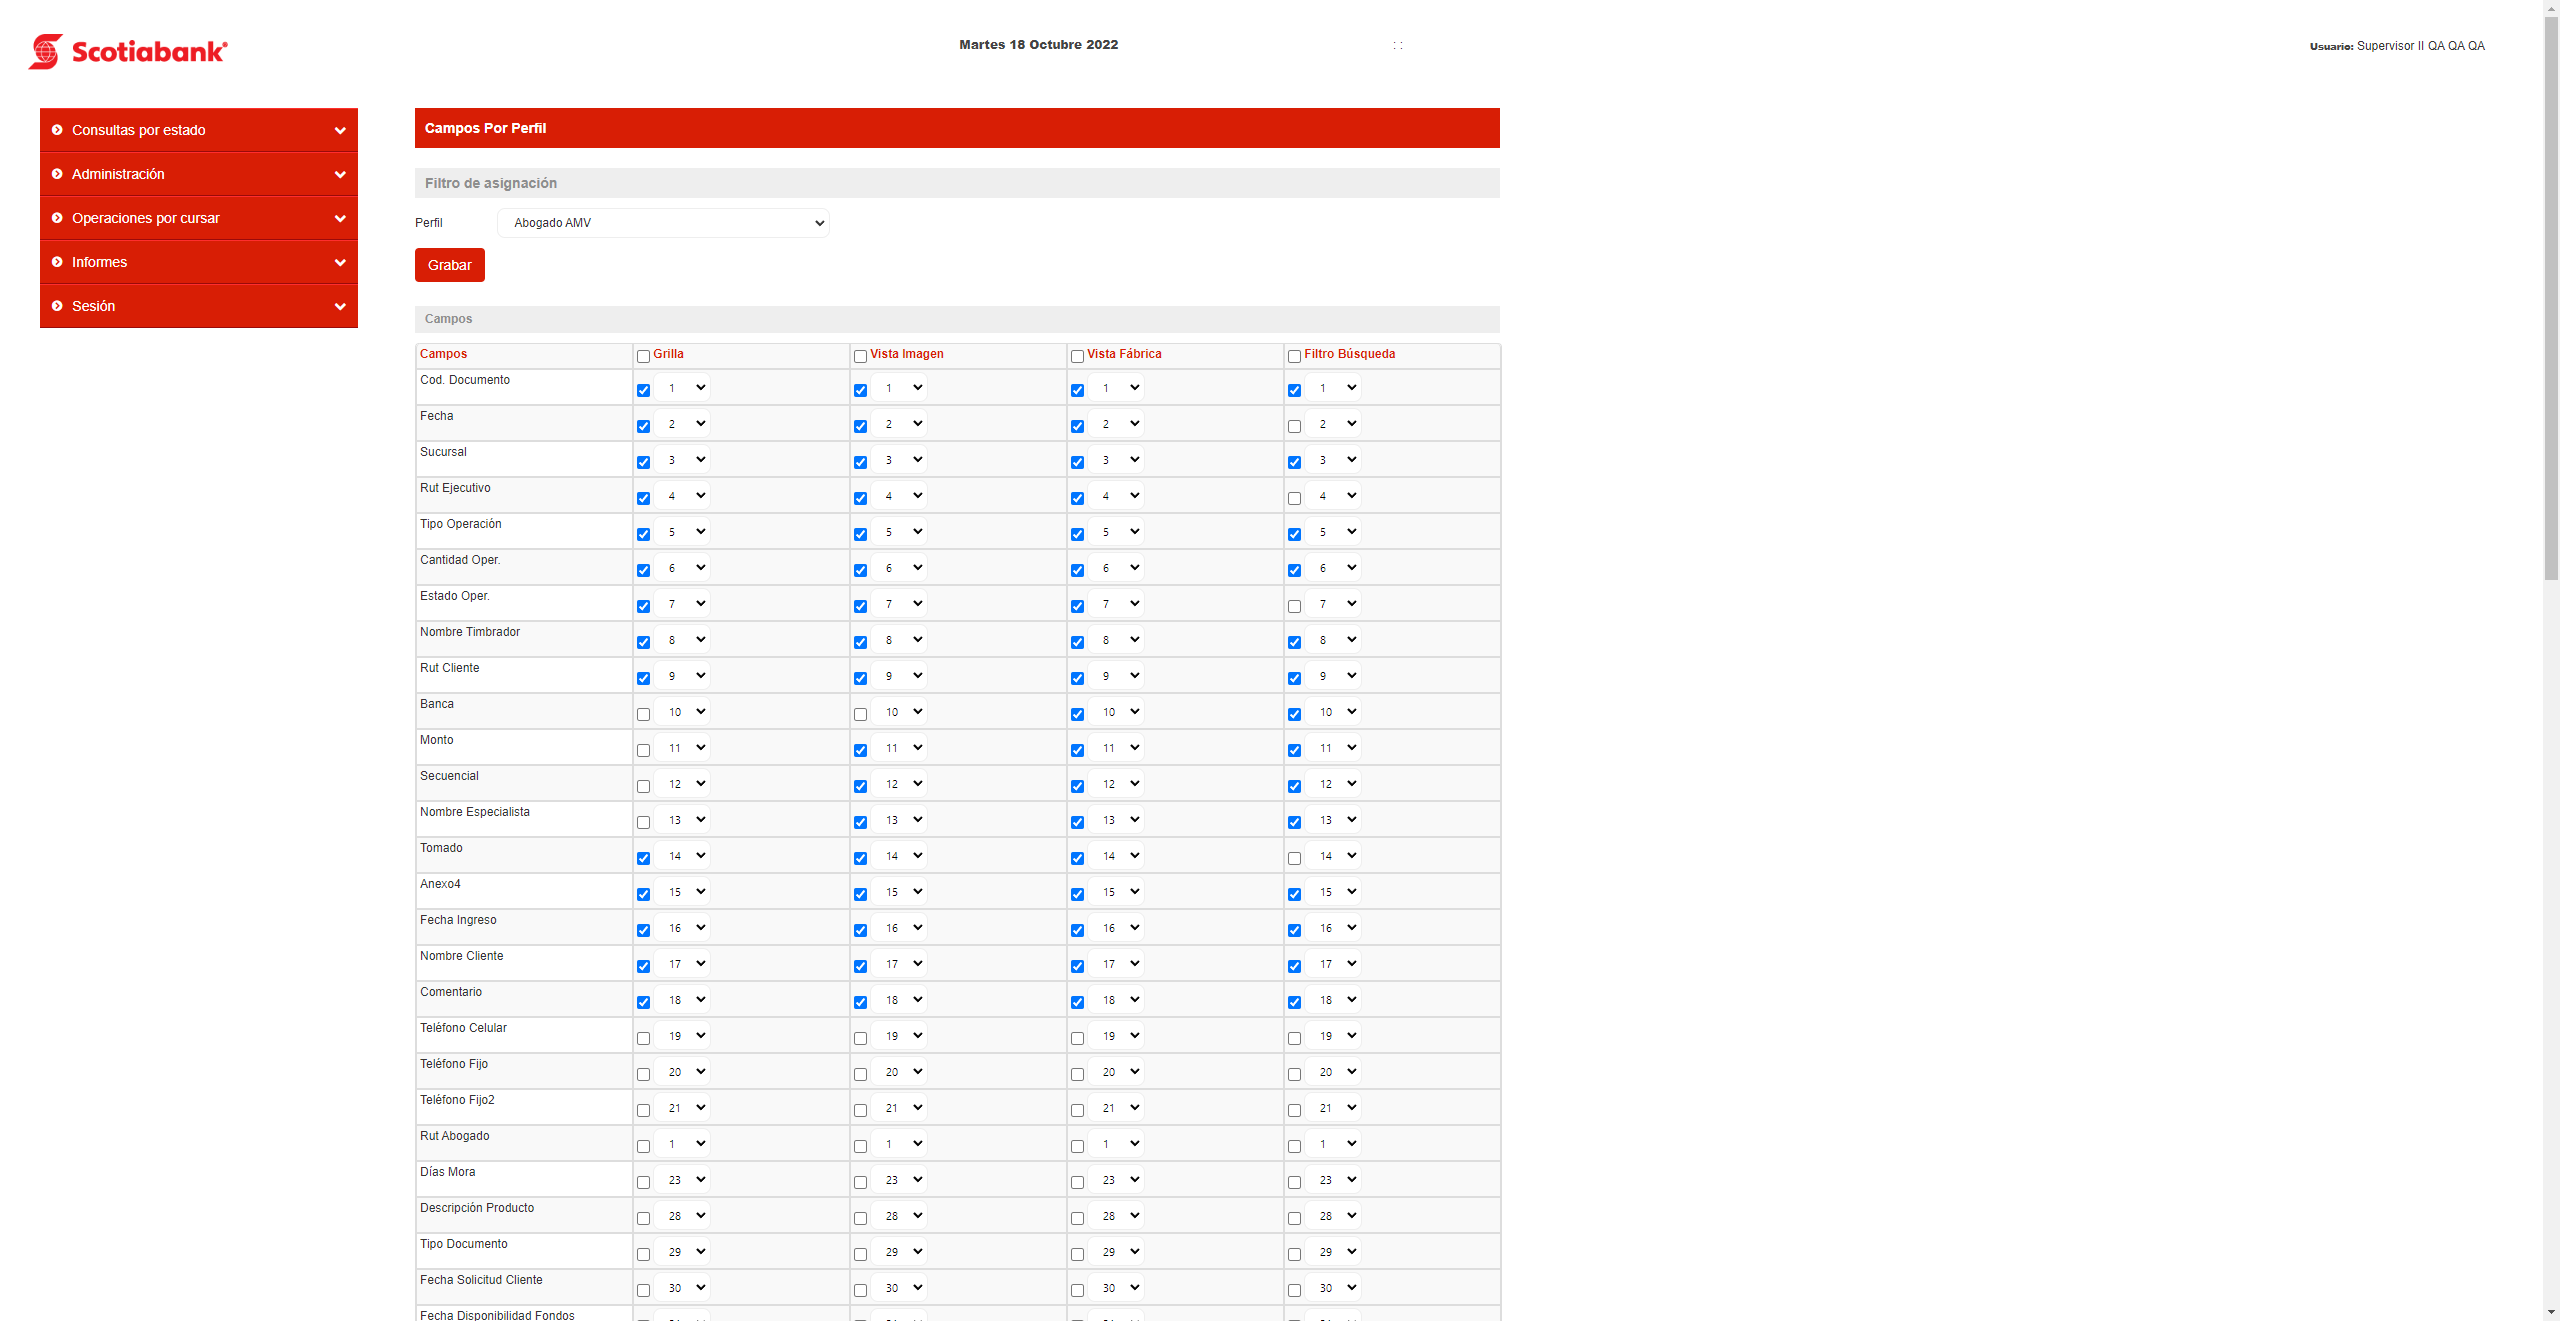 Scotiabank
Martes 18 Octubre 2022
: :
Usuario: Supervisor II QA QA QA
Consultas por estado
Administración
Operaciones por cursar
Informes
Sesión
Campos Por Perfil
Filtro de asignación
Perfil Abogado AMV
Grabar
Campos
Campos Grilla Vista Imagen Vista Fábrica Filtro Búsqueda
Cod. Documento 1 1 1 1
Fecha 2 2 2 2
Sucursal 3 3 3 3
Rut Ejecutivo 4 4 4 4
Tipo Operación 5 5 5 5
Cantidad Oper. 6 6 6 6
Estado Oper. 7 7 7 7
Nombre Timbrador 8 8 8 8
Rut Cliente 9 9 9 9
Banca 10 10 10 10
Monto 11 11 11 11
Secuencial 12 12 12 12
Nombre Especialista 13 13 13 13
Tomado 14 14 14 14
Anexo4 15 15 15 15
Fecha Ingreso 16 16 16 16
Nombre Cliente 17 17 17 17
Comentario 18 18 18 18
Teléfono Celular 19 19 19 19
Teléfono Fijo 20 20 20 20
Teléfono Fijo2 21 21 21 21
Rut Abogado 1 1 1 1
Días Mora 23 23 23 23
Descripción Producto 28 28 28 28
Tipo Documento 29 29 29 29
Fecha Solicitud Cliente 30 30 30 30
Fecha Disponibilidad Fondos